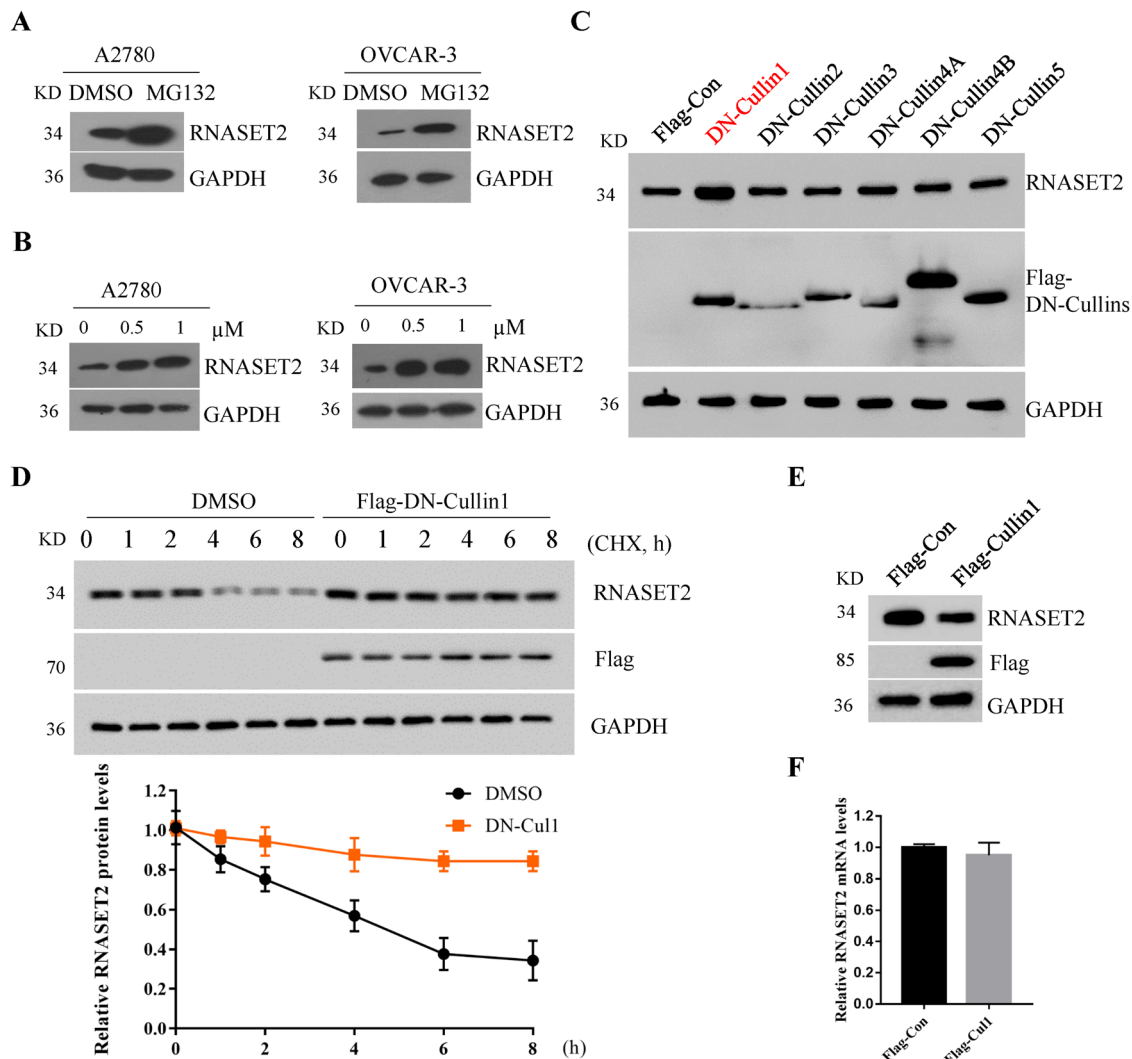 A
A2780
KD DMSO MG132
34 RNASET2
36 GAPDH
OVCAR-3
KD DMSO MG132
34 RNASET2
36 GAPDH
B
A2780
KD 0 0.5 1 μM
34 RNASET2
36 GAPDH
OVCAR-3
KD 0 0.5 1 μM
34 RNASET2
36 GAPDH
C
Flag-Con
DN-Cullin1
DN-Cullin2
DN-Cullin3
DN-Cullin4A
DN-Cullin4B
DN-Cullin5
KD
34 RNASET2
Flag-
DN-Cullins
36 GAPDH
D
DMSO Flag-DN-Cullin1
KD 0 1 2 4 6 8 0 1 2 4 6 8 (CHX, h)
34 RNASET2
70 Flag
36 GAPDH
Relative RNASET2 protein levels
1.2
1.0
0.8
0.6
0.4
0.2
0.0
0 2 4 6 8 (h)
DMSO
DN-Cul1
E
Flag-Con
Flag-Cullin1
KD
34 RNASET2
85 Flag
36 GAPDH
F
Relative RNASET2 mRNA levels
1.2
1.0
0.8
0.6
0.4
0.2
0.0
Flag-Con
Flag-Cul1